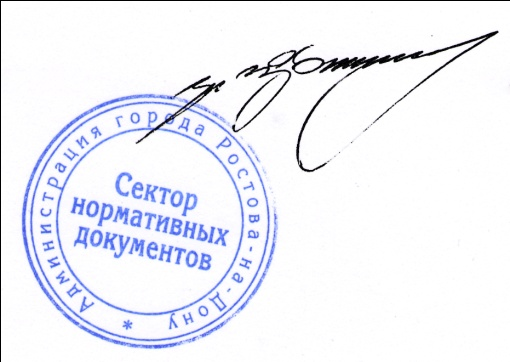 Администрация города Ростова-на-Дону *
Сектор
нормативных
документов